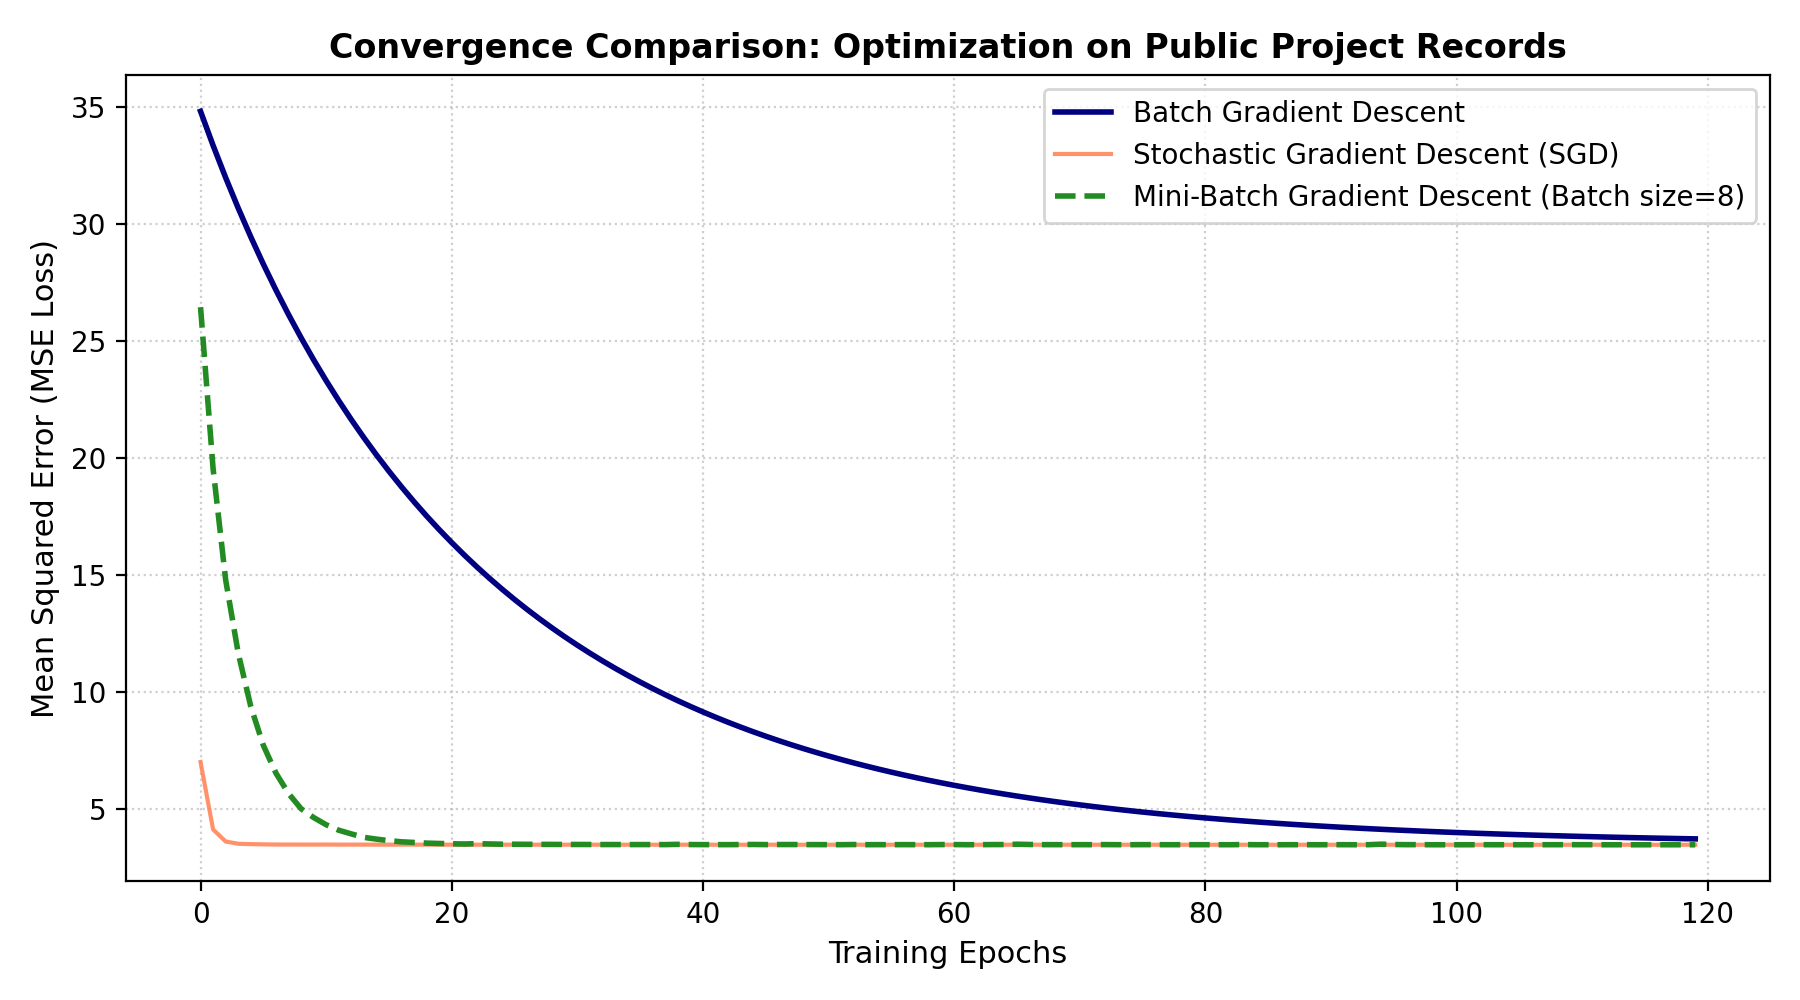 Convergence Comparison: Optimization on Public Project Records
Batch Gradient Descent
Stochastic Gradient Descent (SGD)
Mini-Batch Gradient Descent (Batch size=8)
Mean Squared Error (MSE Loss)
35
30
25
20
15
10
5
0 20 40 60 80 100 120
Training Epochs